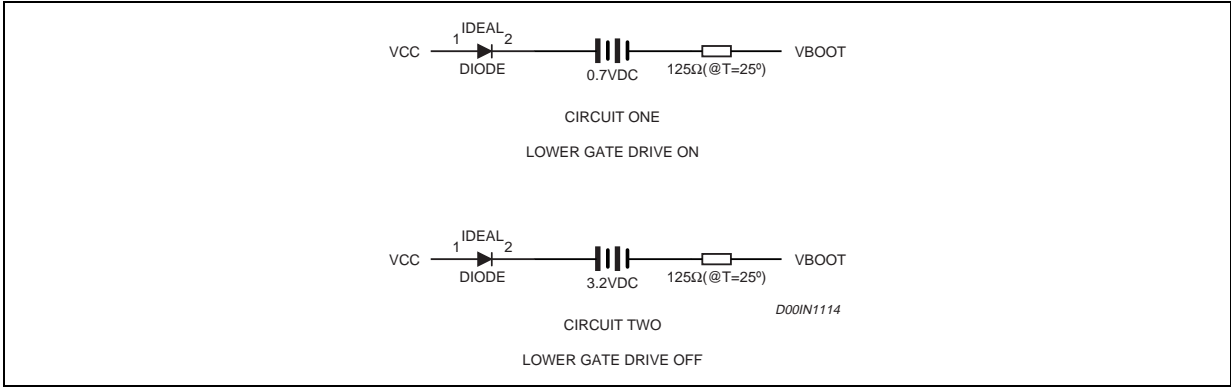 IDEAL
1 2
VCC VBOOT
DIODE 0.7VDC 125Ω(@T=25º)
CIRCUIT ONE
LOWER GATE DRIVE ON
IDEAL
1 2
VCC VBOOT
DIODE 3.2VDC 125Ω(@T=25º)
D00IN1114
CIRCUIT TWO
LOWER GATE DRIVE OFF